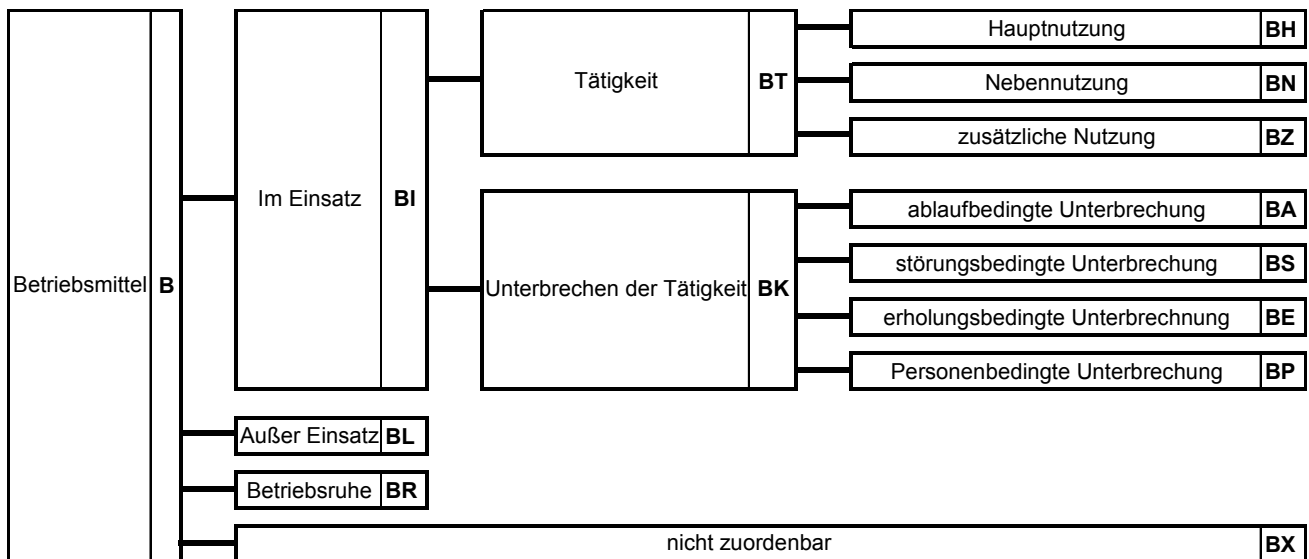 Betriebsmittel B
Im Einsatz BI
Tätigkeit BT
Hauptnutzung BH
Nebennutzung BN
zusätzliche Nutzung BZ
Unterbrechen der Tätigkeit BK
ablaufbedingte Unterbrechung BA
störungsbedingte Unterbrechung BS
erholungsbedingte Unterbrechnung BE
Personenbedingte Unterbrechung BP
Außer Einsatz BL
Betriebsruhe BR
nicht zuordenbar BX